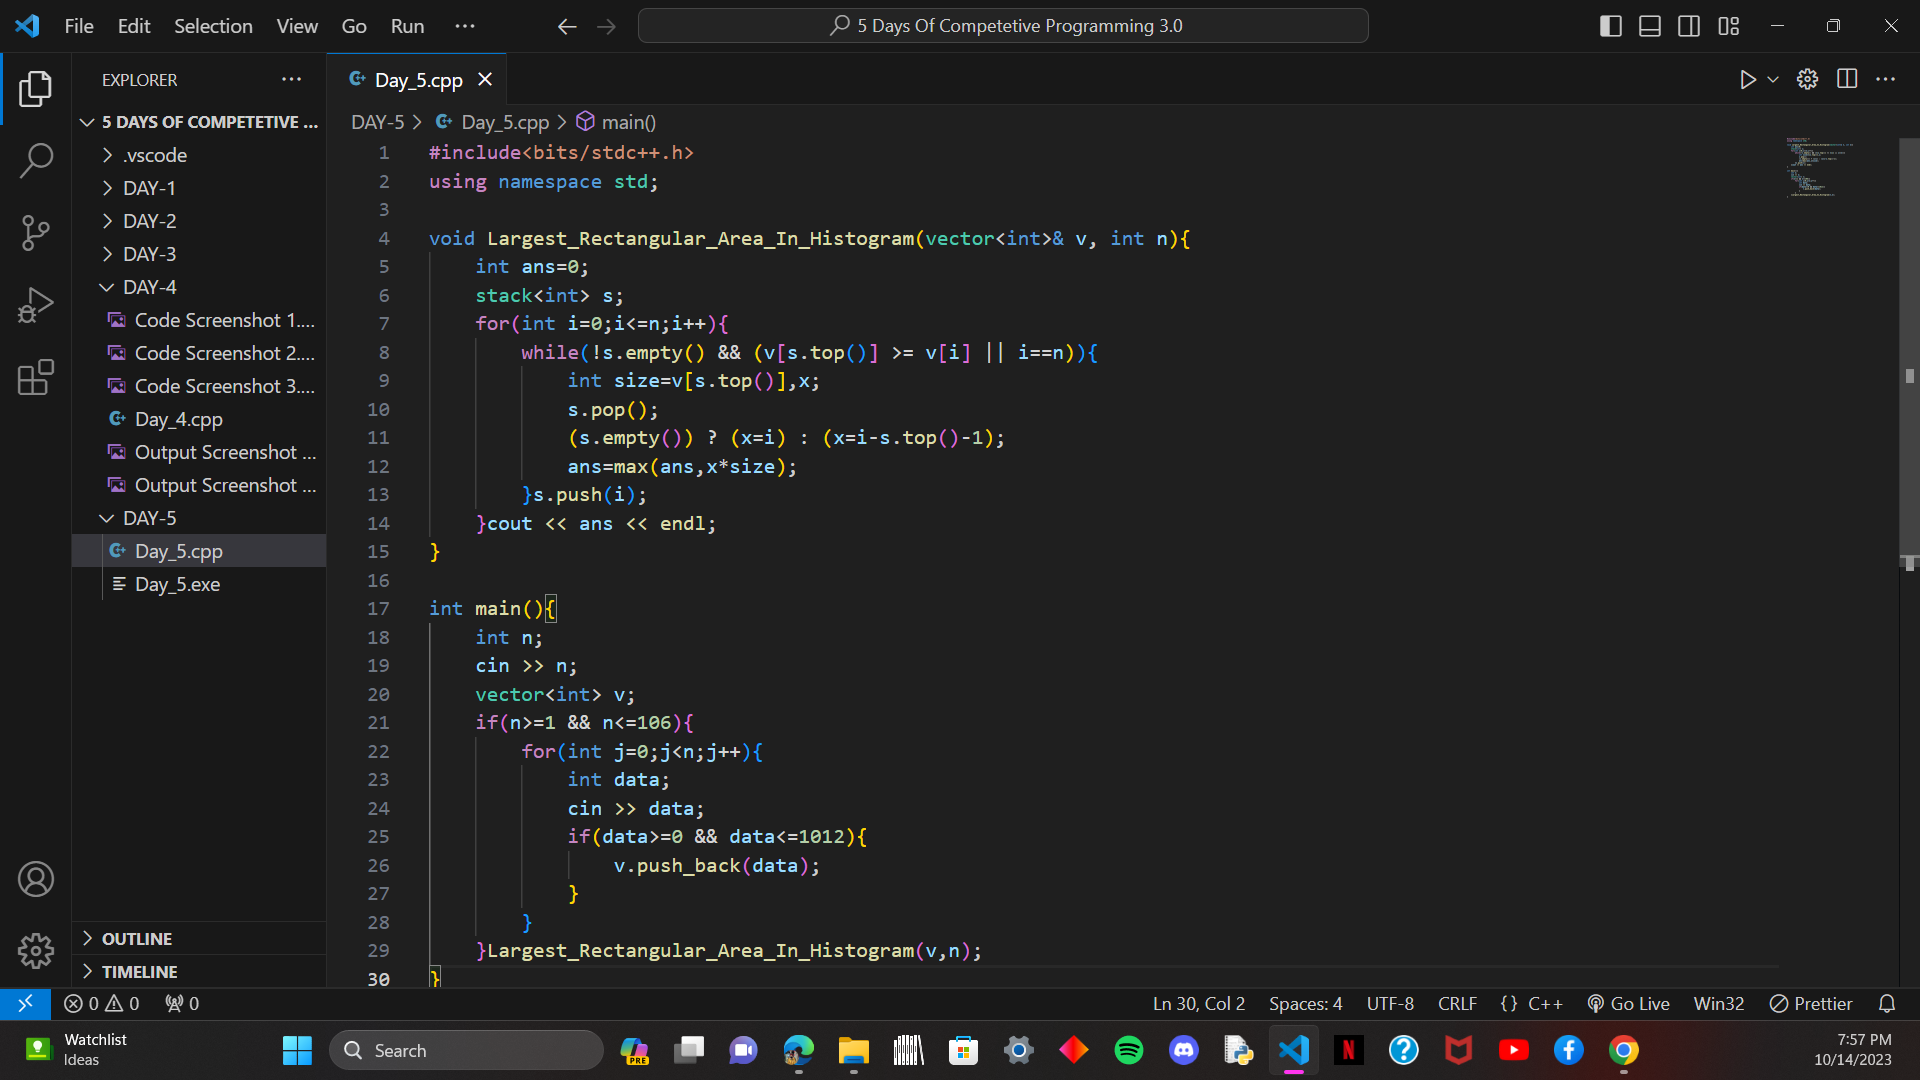 File Edit Selection View Go Run ···
5 Days Of Competetive Programming 3.0
EXPLORER
5 DAYS OF COMPETETIVE ...
.vscode
DAY-1
DAY-2
DAY-3
DAY-4
Code Screenshot 1....
Code Screenshot 2....
Code Screenshot 3....
Day_4.cpp
Output Screenshot ...
Output Screenshot ...
DAY-5
Day_5.cpp
Day_5.exe
OUTLINE
TIMELINE
Day_5.cpp
DAY-5 > Day_5.cpp > main()
1 #include<bits/stdc++.h>
2 using namespace std;
3
4 void Largest_Rectangular_Area_In_Histogram(vector<int>& v, int n){
5     int ans=0;
6     stack<int> s;
7     for(int i=0;i<=n;i++){
8         while(!s.empty() && (v[s.top()] >= v[i] || i==n)){
9             int size=v[s.top()],x;
10             s.pop();
11             (s.empty()) ? (x=i) : (x=i-s.top()-1);
12             ans=max(ans,x*size);
13         }s.push(i);
14     }cout << ans << endl;
15 }
16
17 int main(){
18     int n;
19     cin >> n;
20     vector<int> v;
21     if(n>=1 && n<=106){
22         for(int j=0;j<n;j++){
23             int data;
24             cin >> data;
25             if(data>=0 && data<=1012){
26                 v.push_back(data);
27             }
28         }
29     }Largest_Rectangular_Area_In_Histogram(v,n);
30 }
0 0 0
Ln 30, Col 2 Spaces: 4 UTF-8 CRLF {} C++ Go Live Win32 Prettier
Watchlist
Ideas
Search
PRE
N
7:57 PM
10/14/2023